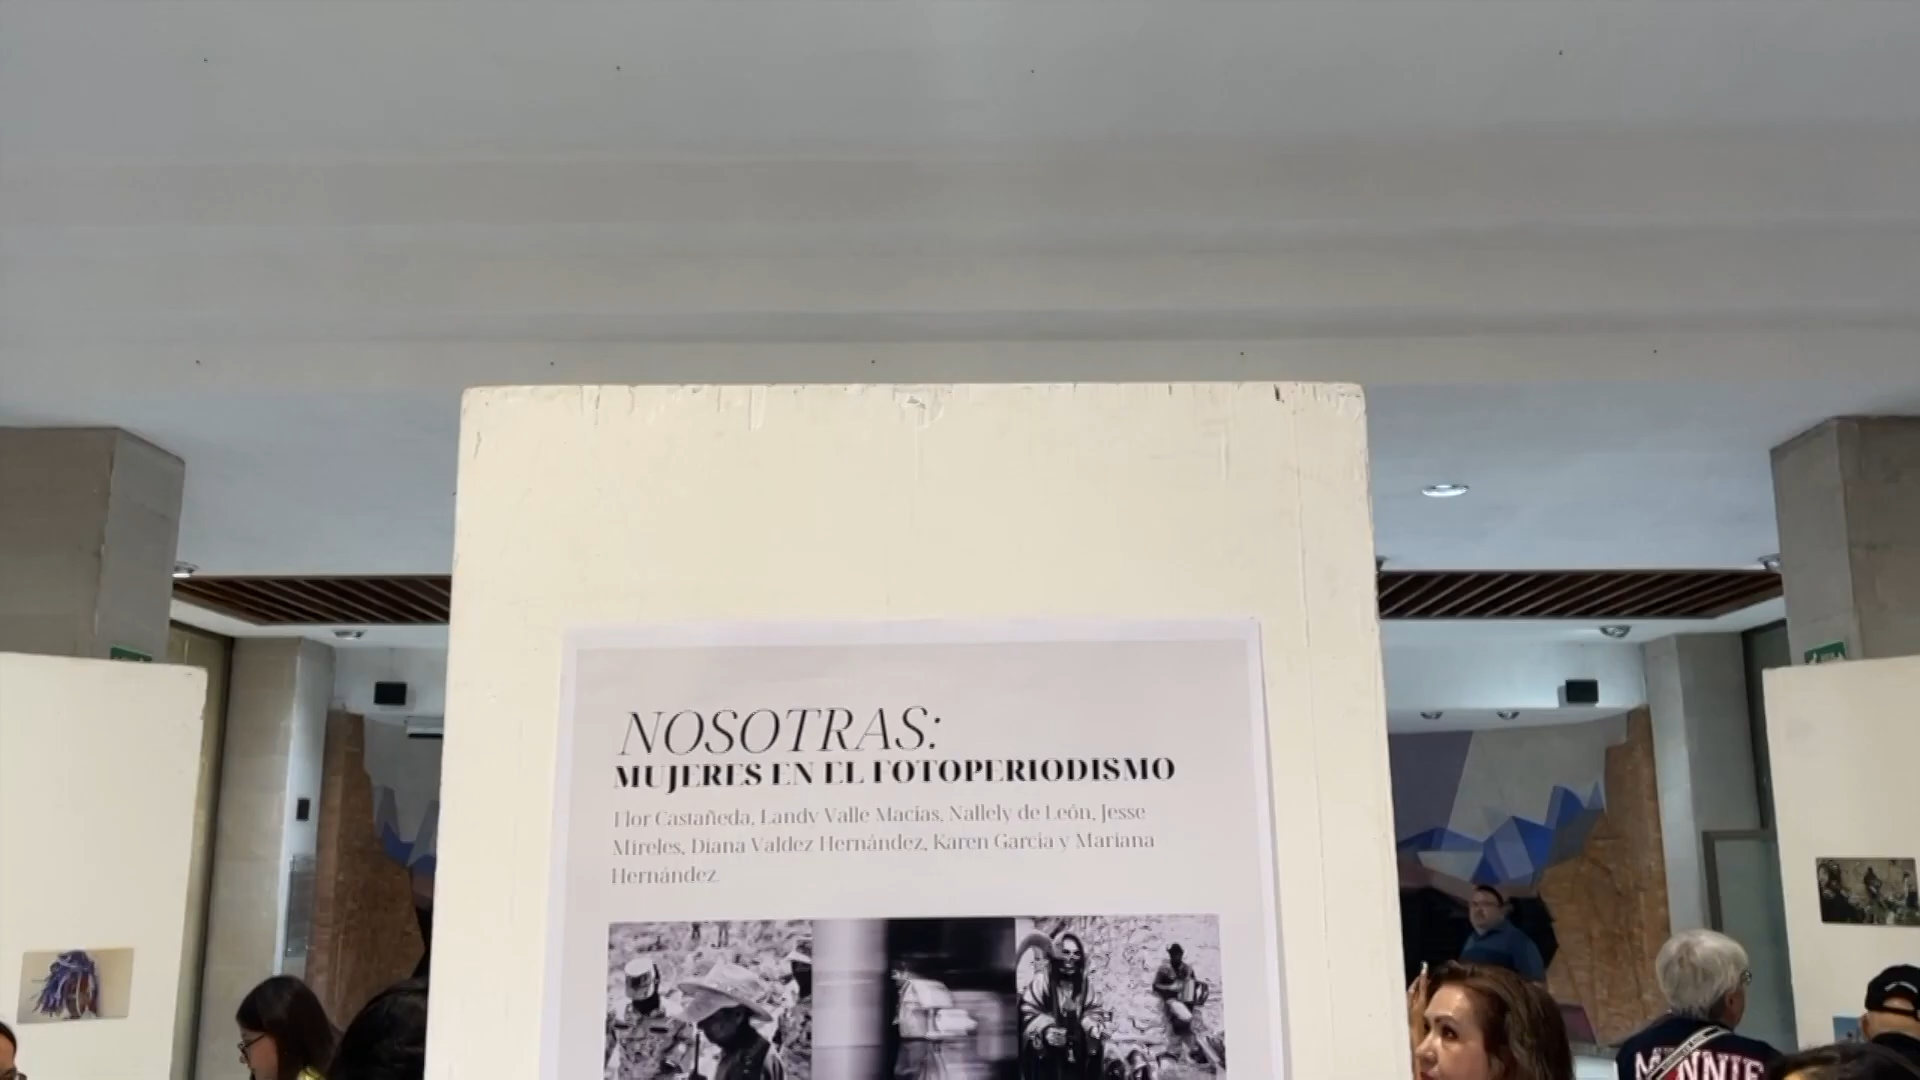 NOSOTRAS:
MUJERES EN EL FOTOPERIODISMO
Flor Castañeda, Landy Valle Macías, Nallely de León, Jesse
Mireles, Diana Valdez Hernández, Karen García y Mariana
Hernández
MINNIE